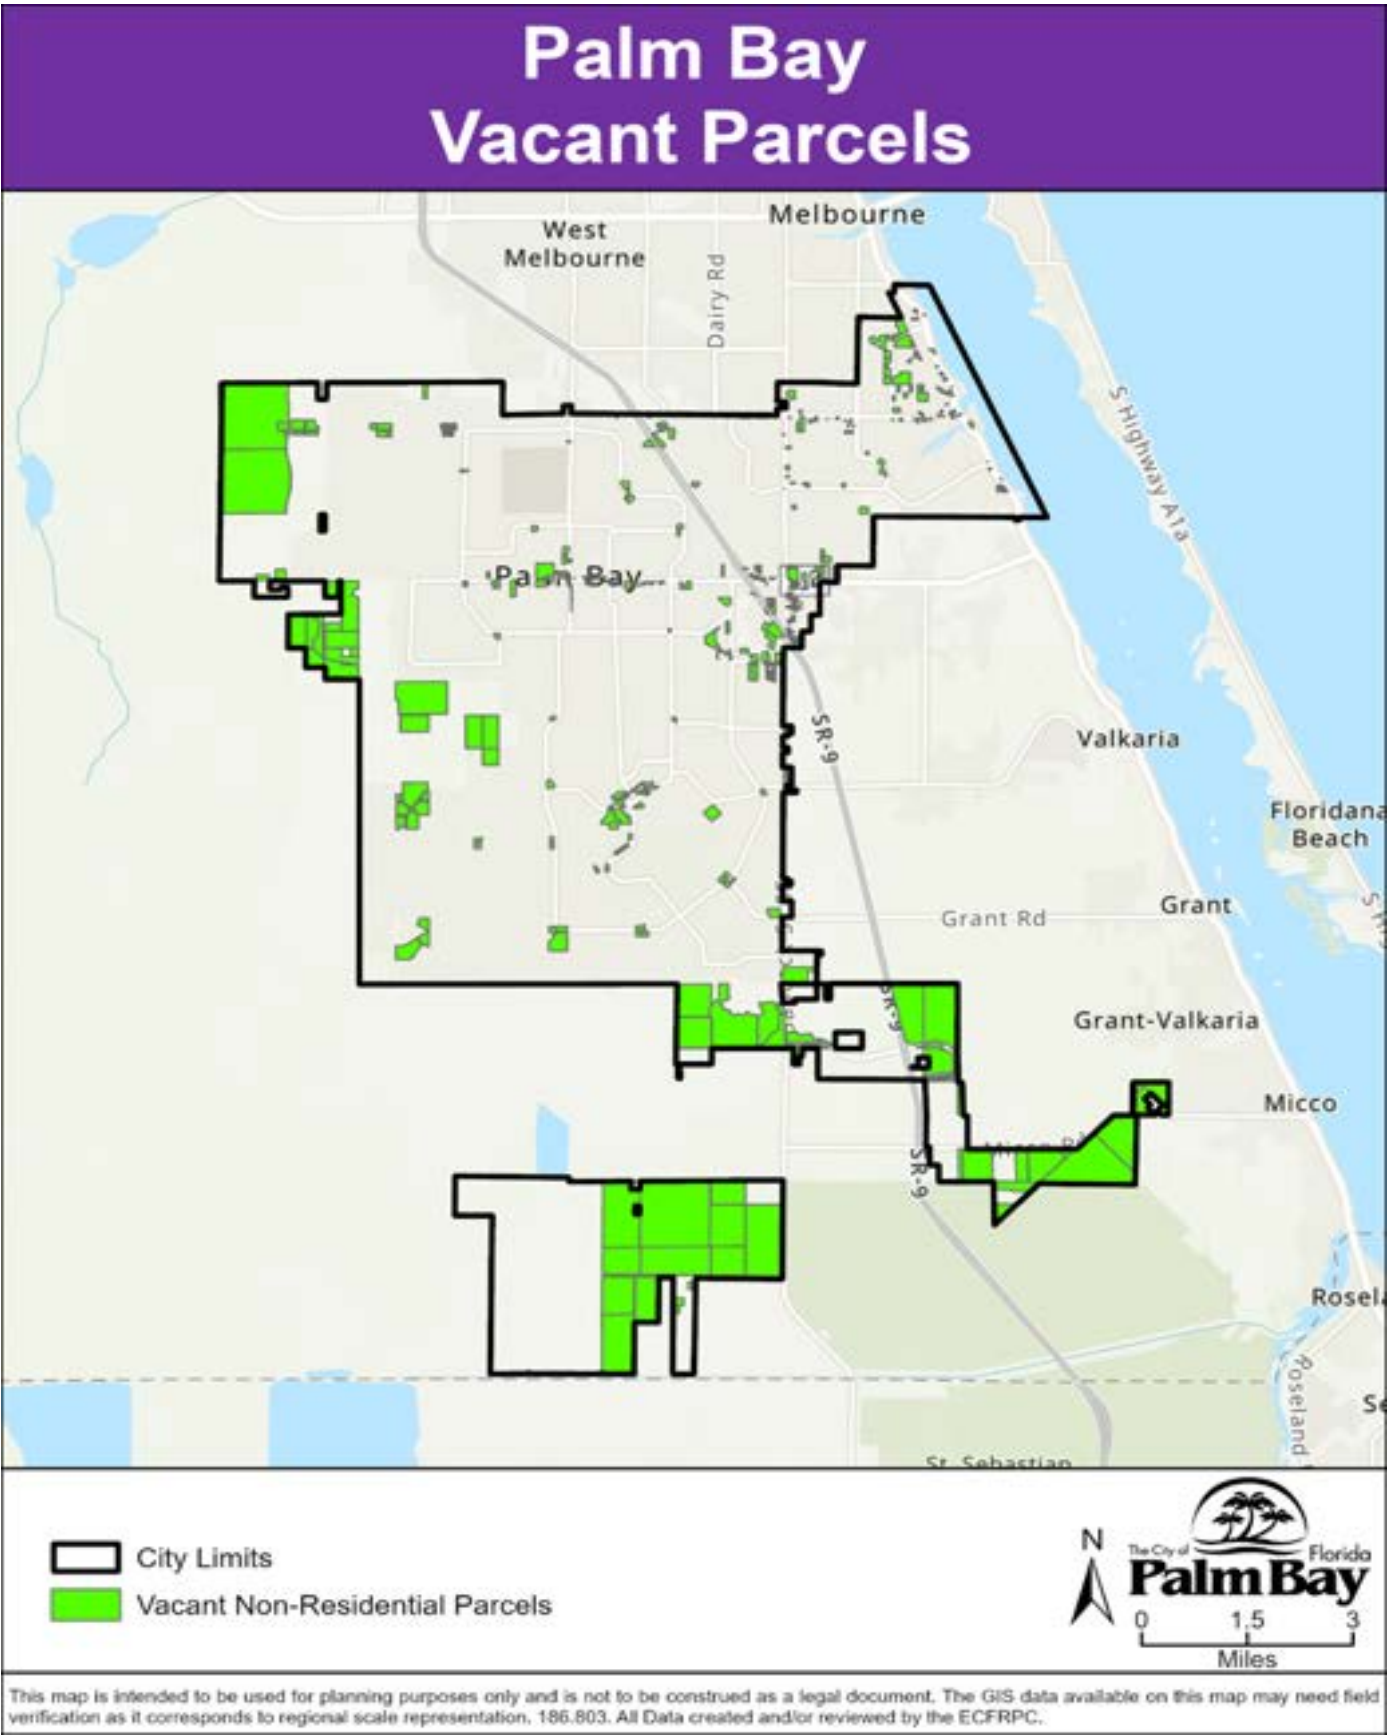 Palm Bay
Vacant Parcels
Melbourne
West
Melbourne
Dairy Rd
S Highway A1a
Palm Bay
SR-9
Valkaria
Floridana
Beach
Grant
Grant Rd
SR-9
Grant-Valkaria
Micco
Micco
SR-9
Rosela
Roseland
Se
St. Sebastian
City Limits
Vacant Non-Residential Parcels
N
The City of
Florida
Palm Bay
0 1.5 3
Miles
This map is intended to be used for planning purposes only and is not to be construed as a legal document. The GIS data available on this map may need field
verification as it corresponds to regional scale representation. 186.803. All Data created and/or reviewed by the ECFRPC.